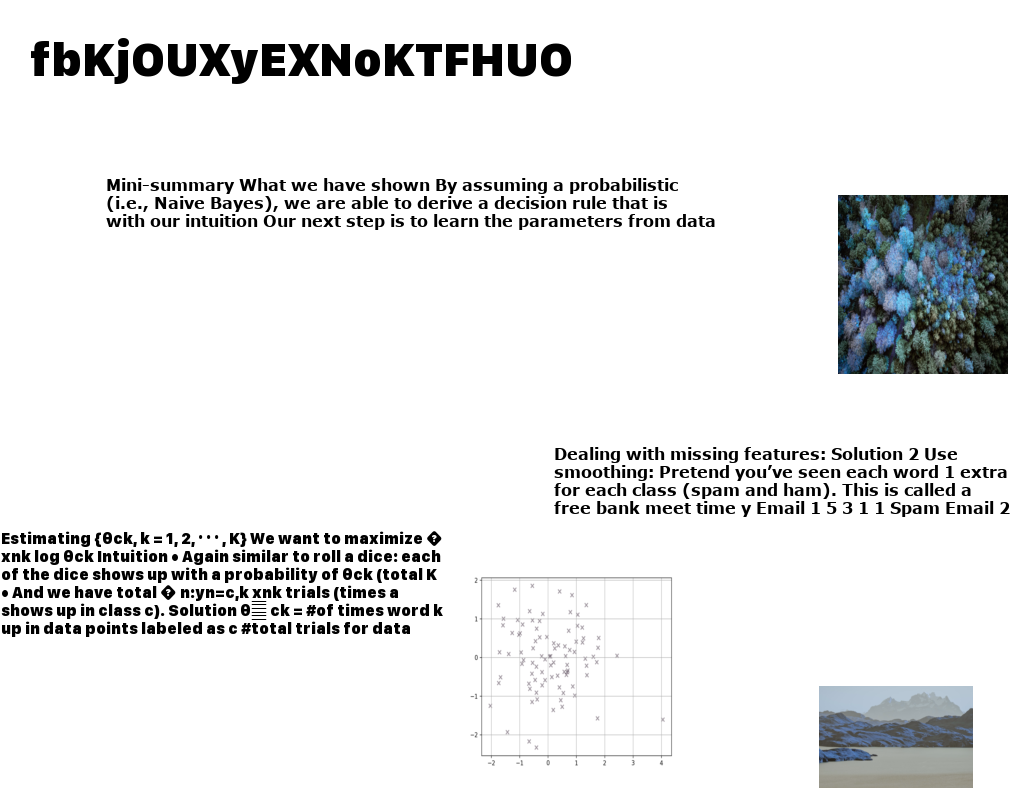 fbKjOUXyEXNoKTFHUO
Mini-summary What we have shown By assuming a probabilistic
(i.e., Naive Bayes), we are able to derive a decision rule that is
with our intuition Our next step is to learn the parameters from data
Dealing with missing features: Solution 2 Use
smoothing: Pretend you’ve seen each word 1 extra
for each class (spam and ham). This is called a
free bank meet time y Email 1 5 3 1 1 Spam Email 2
Estimating {θck, k = 1, 2, · · · , K} We want to maximize �
xnk log θck Intuition • Again similar to roll a dice: each
of the dice shows up with a probability of θck (total K
• And we have total � n:yn=c,k xnk trials (times a
shows up in class c). Solution θ ck = #of times word k
up in data points labeled as c #total trials for data
2
1
0
−1
−2
−2 −1 0 1 2 3 4